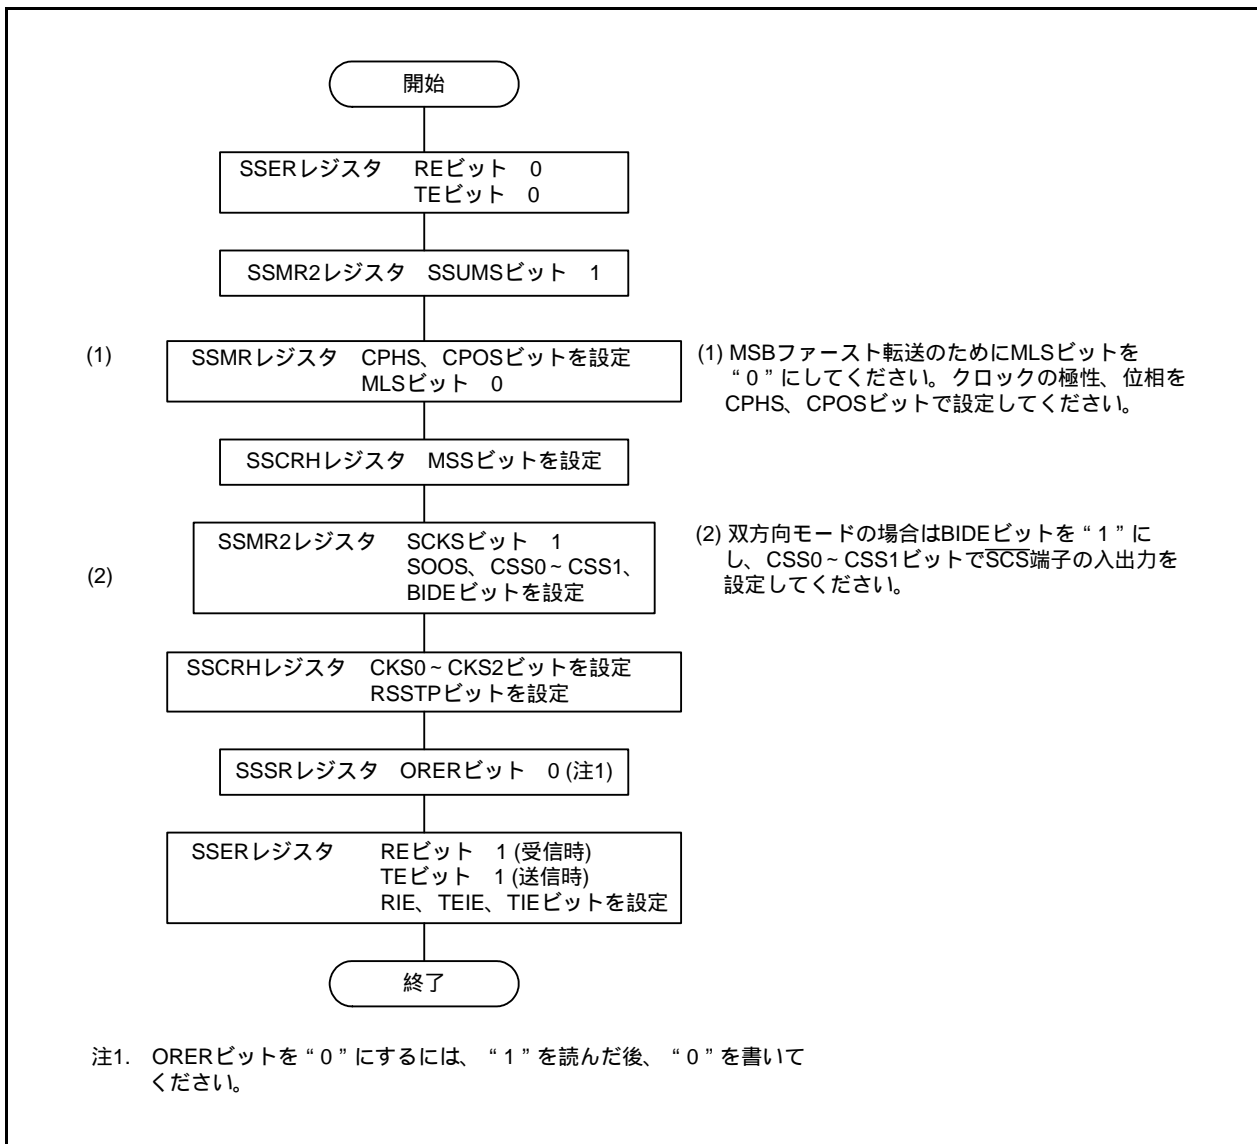 開始
SSERレジスタ REビット 0
TEビット 0
SSMR2レジスタ SSUMSビット 1
(1)
SSMRレジスタ CPHS、CPOSビットを設定
MLSビット 0
(1) MSBファースト転送のためにMLSビットを
“0”にしてください。クロックの極性、位相を
CPHS、CPOSビットで設定してください。
SSCRHレジスタ MSSビットを設定
(2)
SSMR2レジスタ SCKSビット 1
SOOS、CSS0~CSS1、
BIDEビットを設定
(2) 双方向モードの場合はBIDEビットを“1”に
し、CSS0~CSS1ビットでSCS端子の入出力を
設定してください。
SSCRHレジスタ CKS0~CKS2ビットを設定
RSSTPビットを設定
SSSRレジスタ ORERビット 0 (注1)
SSERレジスタ REビット 1 (受信時)
TEビット 1 (送信時)
RIE、TEIE、TIEビットを設定
終了
注1. ORERビットを“0”にするには、“1”を読んだ後、“0”を書いて
ください。